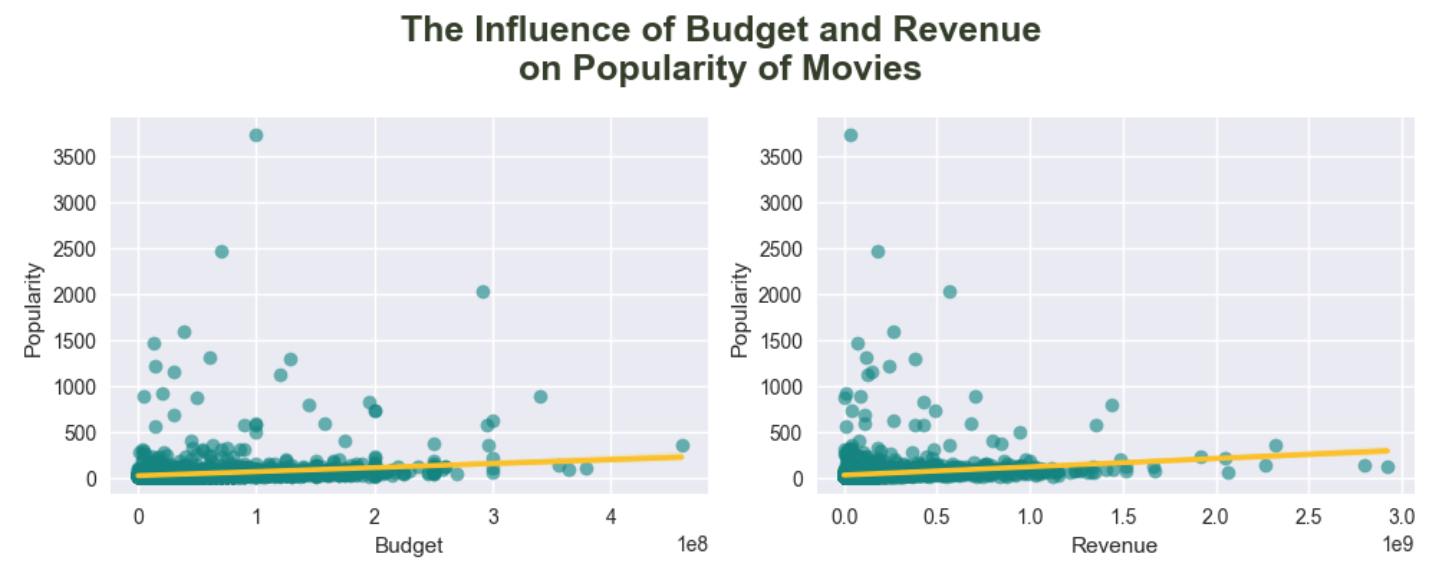 The Influence of Budget and Revenue
on Popularity of Movies
Popularity
3500
3000
2500
2000
1500
1000
500
0
0 1 2 3 4
Budget 1e8
Popularity
3500
3000
2500
2000
1500
1000
500
0
0.0 0.5 1.0 1.5 2.0 2.5 3.0
Revenue 1e9